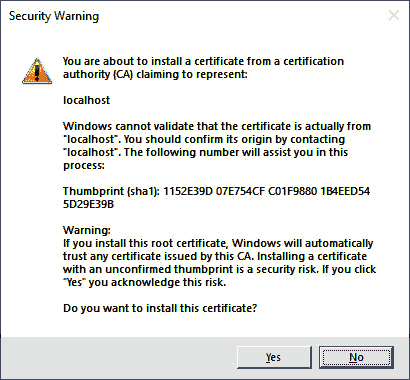 Security Warning
You are about to install a certificate from a certification
authority (CA) claiming to represent:
localhost
Windows cannot validate that the certificate is actually from
"localhost". You should confirm its origin by contacting
"localhost". The following number will assist you in this
process:
Thumbprint (sha1): 1152E39D 07E754CF C01F9880 1B4EED54
5D29E39B
Warning:
If you install this root certificate, Windows will automatically
trust any certificate issued by this CA. Installing a certificate
with an unconfirmed thumbprint is a security risk. If you click
"Yes" you acknowledge this risk.
Do you want to install this certificate?
Yes
No